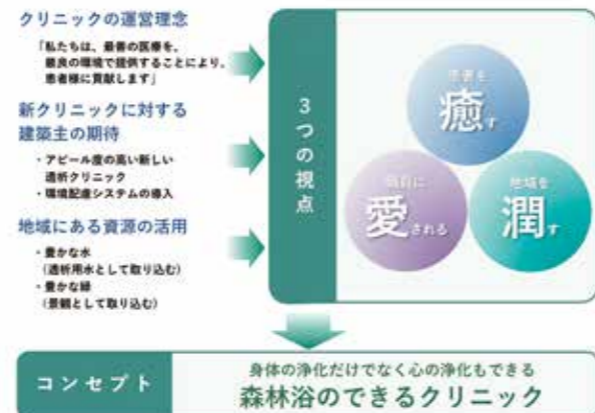 クリニックの運営理念
「私たちは、最善の医療を、
最良の環境で提供することにより、
患者様に貢献します」
新クリニックに対する
建築主の期待
・アピール度の高い新しい
透析クリニック
・環境配慮システムの導入
地域にある資源の活用
・豊かな水
(透析用水として取り込む)
・豊かな緑
(景観として取り込む)
3つの視点
患者を
癒す
愛される
地域を
潤す
コンセプト
身体の浄化だけでなく心の浄化もできる
森林浴のできるクリニック